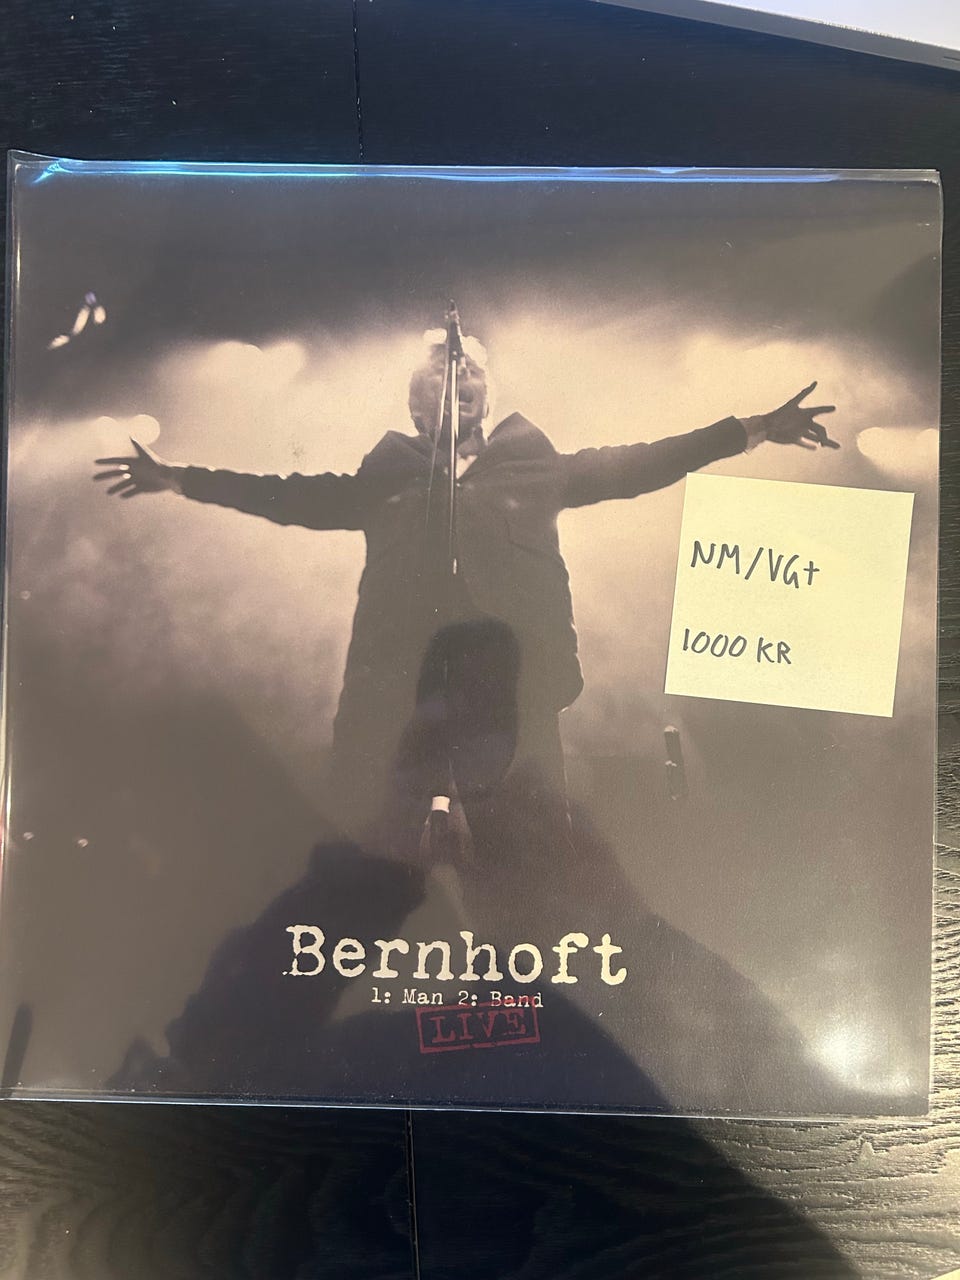 NM/VG+
1000 KR
Bernhoft
1: Man 2: Band
LIVE